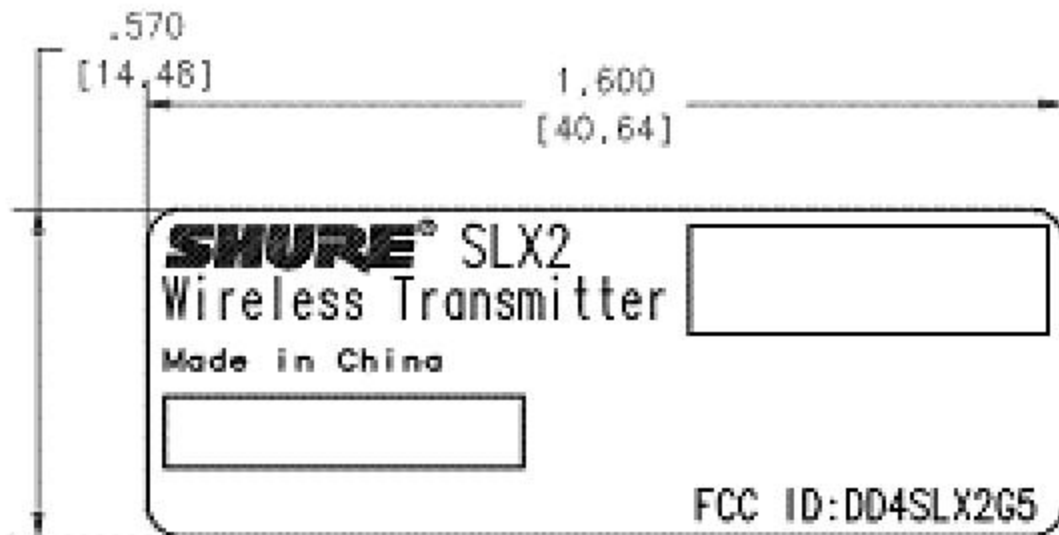 .570
[14.48]
1.600
[40.64]
SHURE® SLX2
Wireless Transmitter
Made in China
FCC ID:DD4SLX2G5